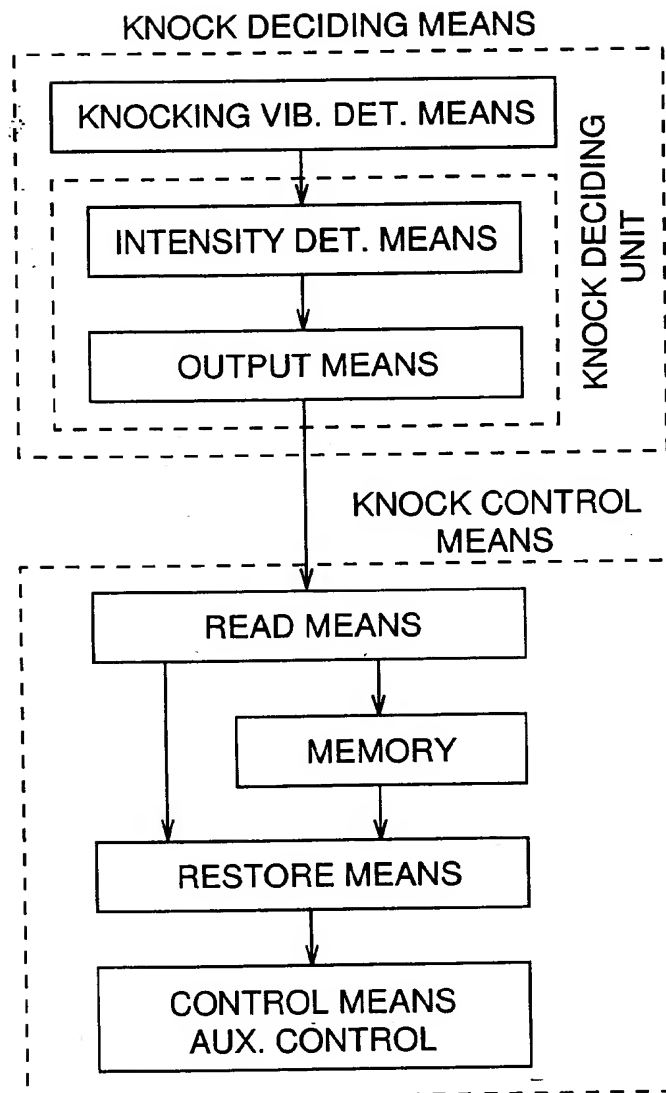 KNOCK DECIDING MEANS
KNOCKING VIB. DET. MEANS
INTENSITY DET. MEANS
OUTPUT MEANS
KNOCK DECIDING
UNIT
KNOCK CONTROL
MEANS
READ MEANS
MEMORY
RESTORE MEANS
CONTROL MEANS
AUX. CONTROL